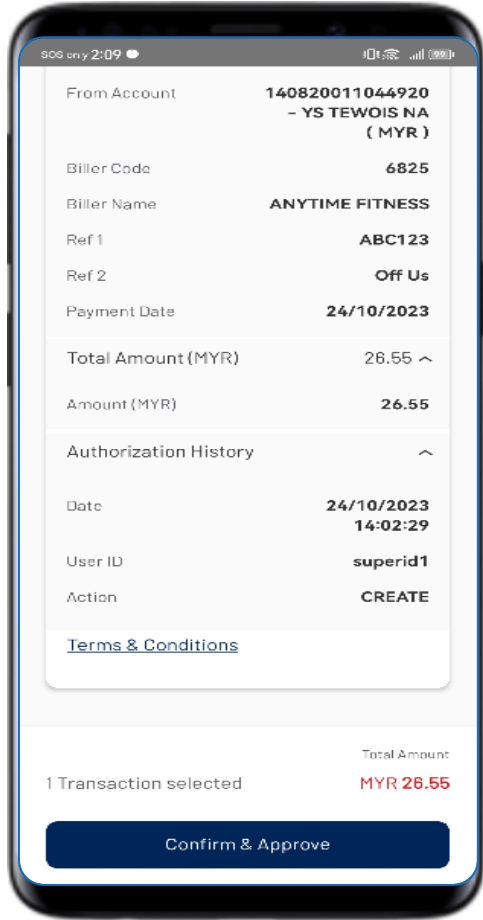 SOS only 2:09
99
From Account 140820011044920
- YS TEWOIS NA
( MYR )
Biller Code 6825
Biller Name ANYTIME FITNESS
Ref 1 ABC123
Ref 2 Off Us
Payment Date 24/10/2023
Total Amount (MYR) 26.55
Amount (MYR) 26.55
Authorization History
Date 24/10/2023
14:02:29
User ID superid1
Action CREATE
Terms & Conditions
Total Amount
1 Transaction selected MYR 26.55
Confirm & Approve